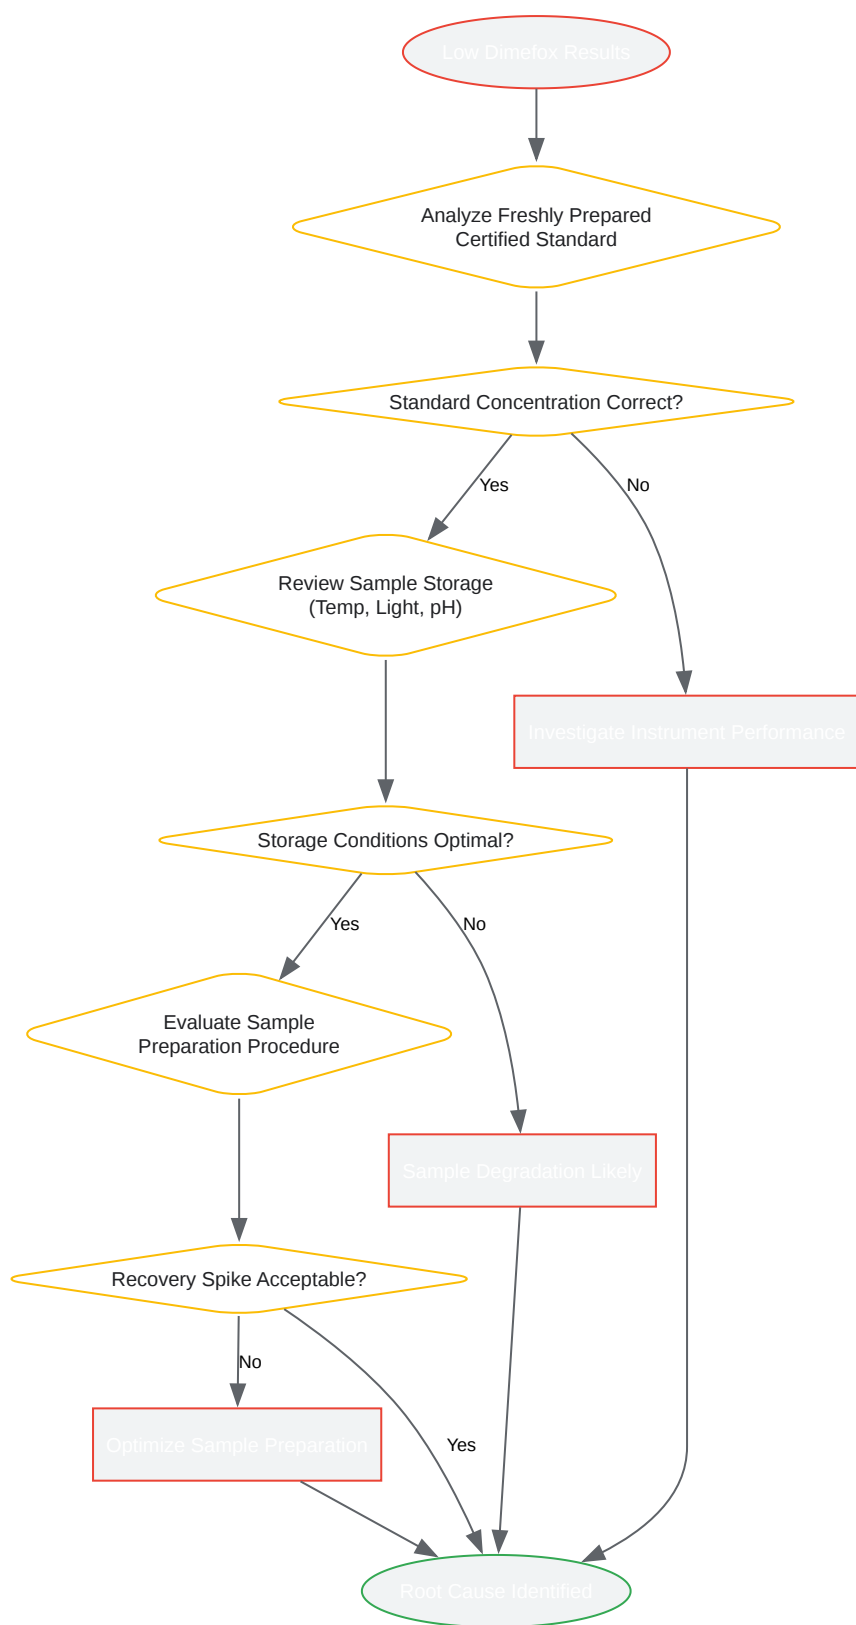 Low Dimefox Results
Analyze Freshly Prepared
Certified Standard
Standard Concentration Correct?
Yes
No
Review Sample Storage
(Temp, Light, pH)
Investigate Instrument Performance
Storage Conditions Optimal?
Yes
No
Evaluate Sample
Preparation Procedure
Sample Degradation Likely
Recovery Spike Acceptable?
No
Optimize Sample Preparation
Yes
Root Cause Identified